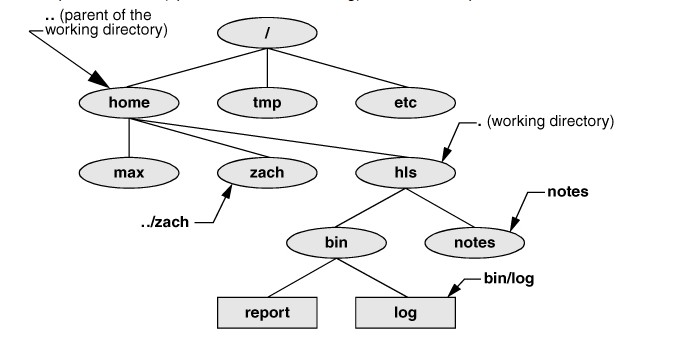 .. (parent of the
working directory)
/
home
tmp
etc
. (working directory)
max
zach
hls
notes
../zach
bin
notes
bin/log
report
log